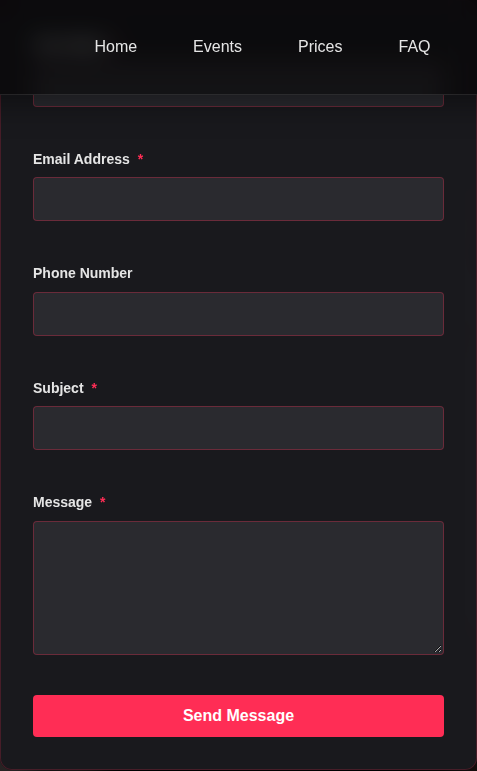 Home Events Prices FAQ
Email Address *
Phone Number
Subject *
Message *
Send Message